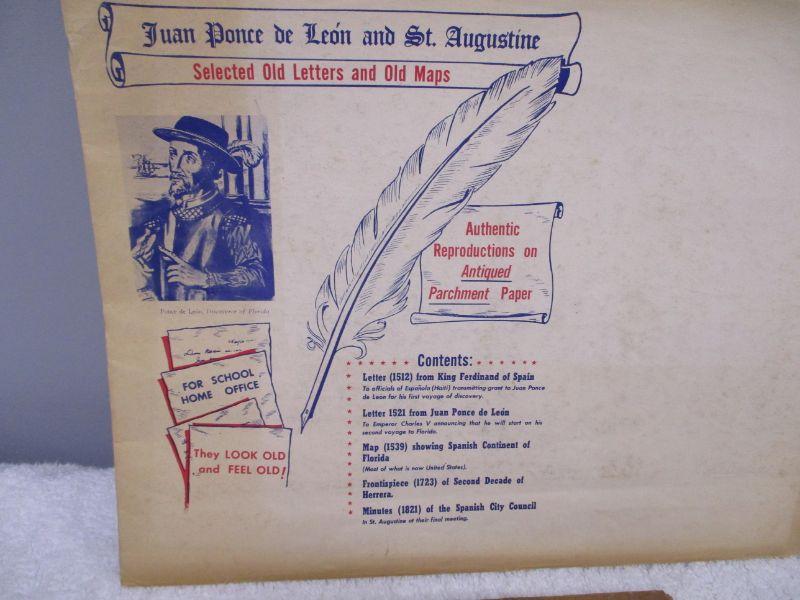 Juan Ponce de León and St. Augustine
Selected Old Letters and Old Maps
Authentic
Reproductions on
Antiqued
Parchment Paper
Ponce de León, Discoverer of Florida
FOR SCHOOL
HOME OFFICE
They LOOK OLD
and FEEL OLD!
Contents:
Letter (1512) from King Ferdinand of Spain
To officials of Española (Haiti) transmitting grant to Juan Ponce
de León for his first voyage of discovery.
Letter 1521 from Juan Ponce de León
To Emperor Charles V announcing that he will start on his
second voyage to Florida.
Map (1539) showing Spanish Continent of
Florida
(Most of what is now United States).
Frontispiece (1723) of Second Decade of
Herrera.
Minutes (1821) of the Spanish City Council
In St. Augustine at their final meeting.